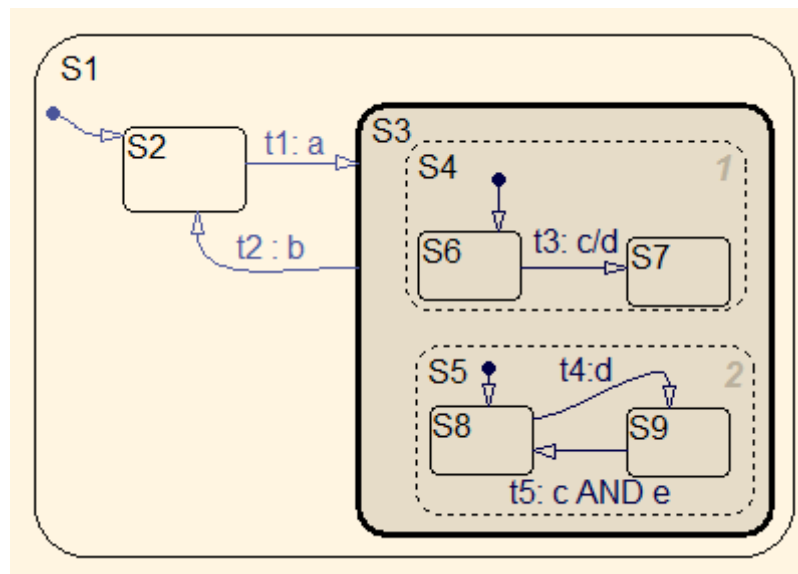 S1
S2
t1: a
t2 : b
S3
S4
1
S6
t3: c/d
S7
S5
2
t4:d
S8
S9
t5: c AND e